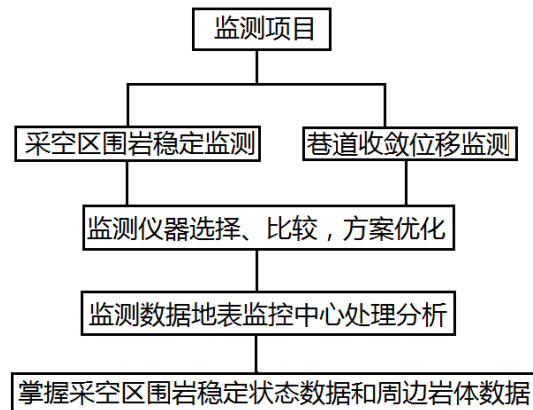 监测项目
采空区围岩稳定监测
巷道收敛位移监测
监测仪器选择、比较，方案优化
监测数据地表监控中心处理分析
掌握采空区围岩稳定状态数据和周边岩体数据